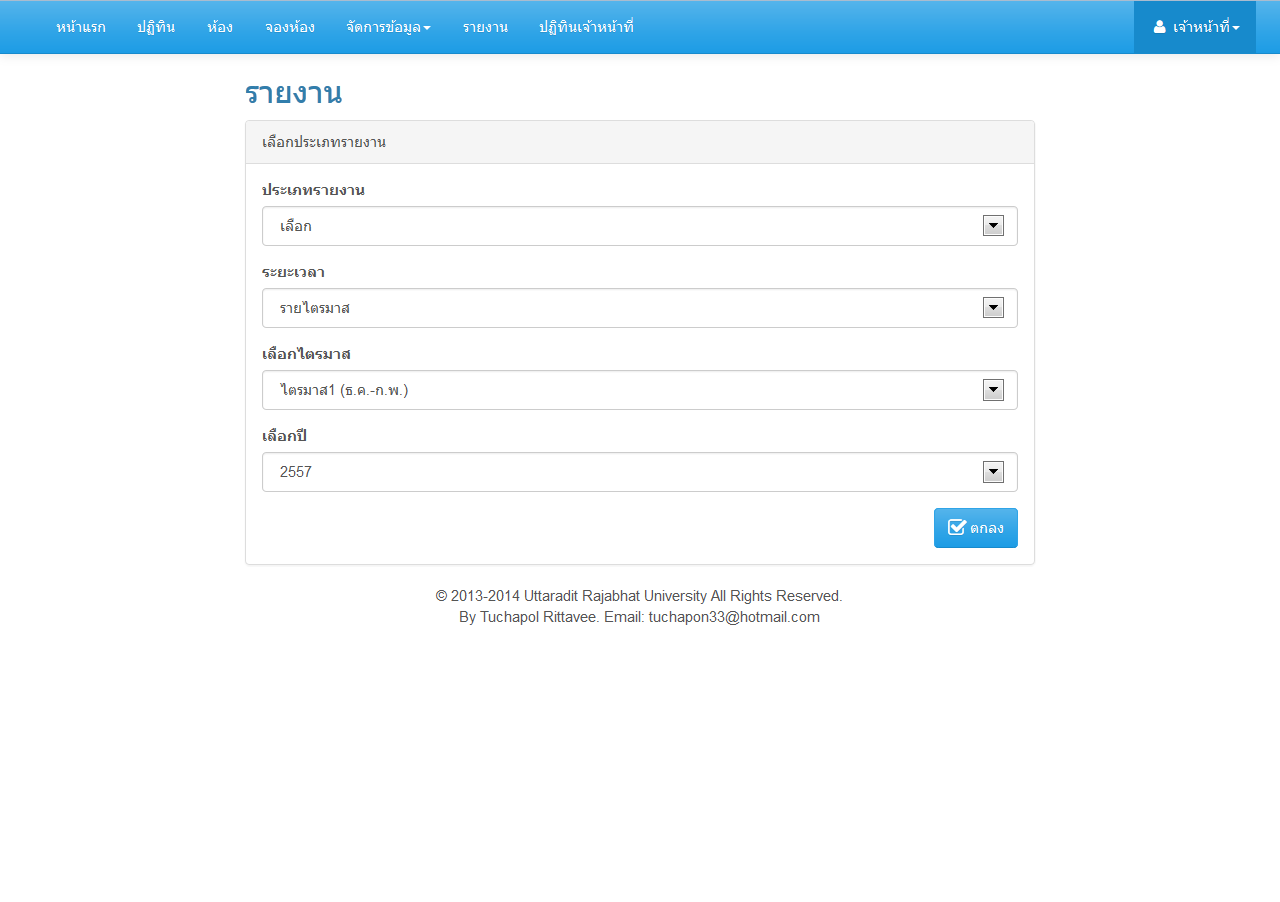 หน้าแรก ปฏิทิน ห้อง จองห้อง จัดการข้อมูล รายงาน ปฏิทินเจ้าหน้าที่ เจ้าหน้าที่
รายงาน
เลือกประเภทรายงาน
ประเภทรายงาน
เลือก
ระยะเวลา
รายไตรมาส
เลือกไตรมาส
ไตรมาส1 (ธ.ค.-ก.พ.)
เลือกปี
2557
ตกลง
© 2013-2014 Uttaradit Rajabhat University All Rights Reserved.
By Tuchapol Rittavee. Email: tuchapon33@hotmail.com